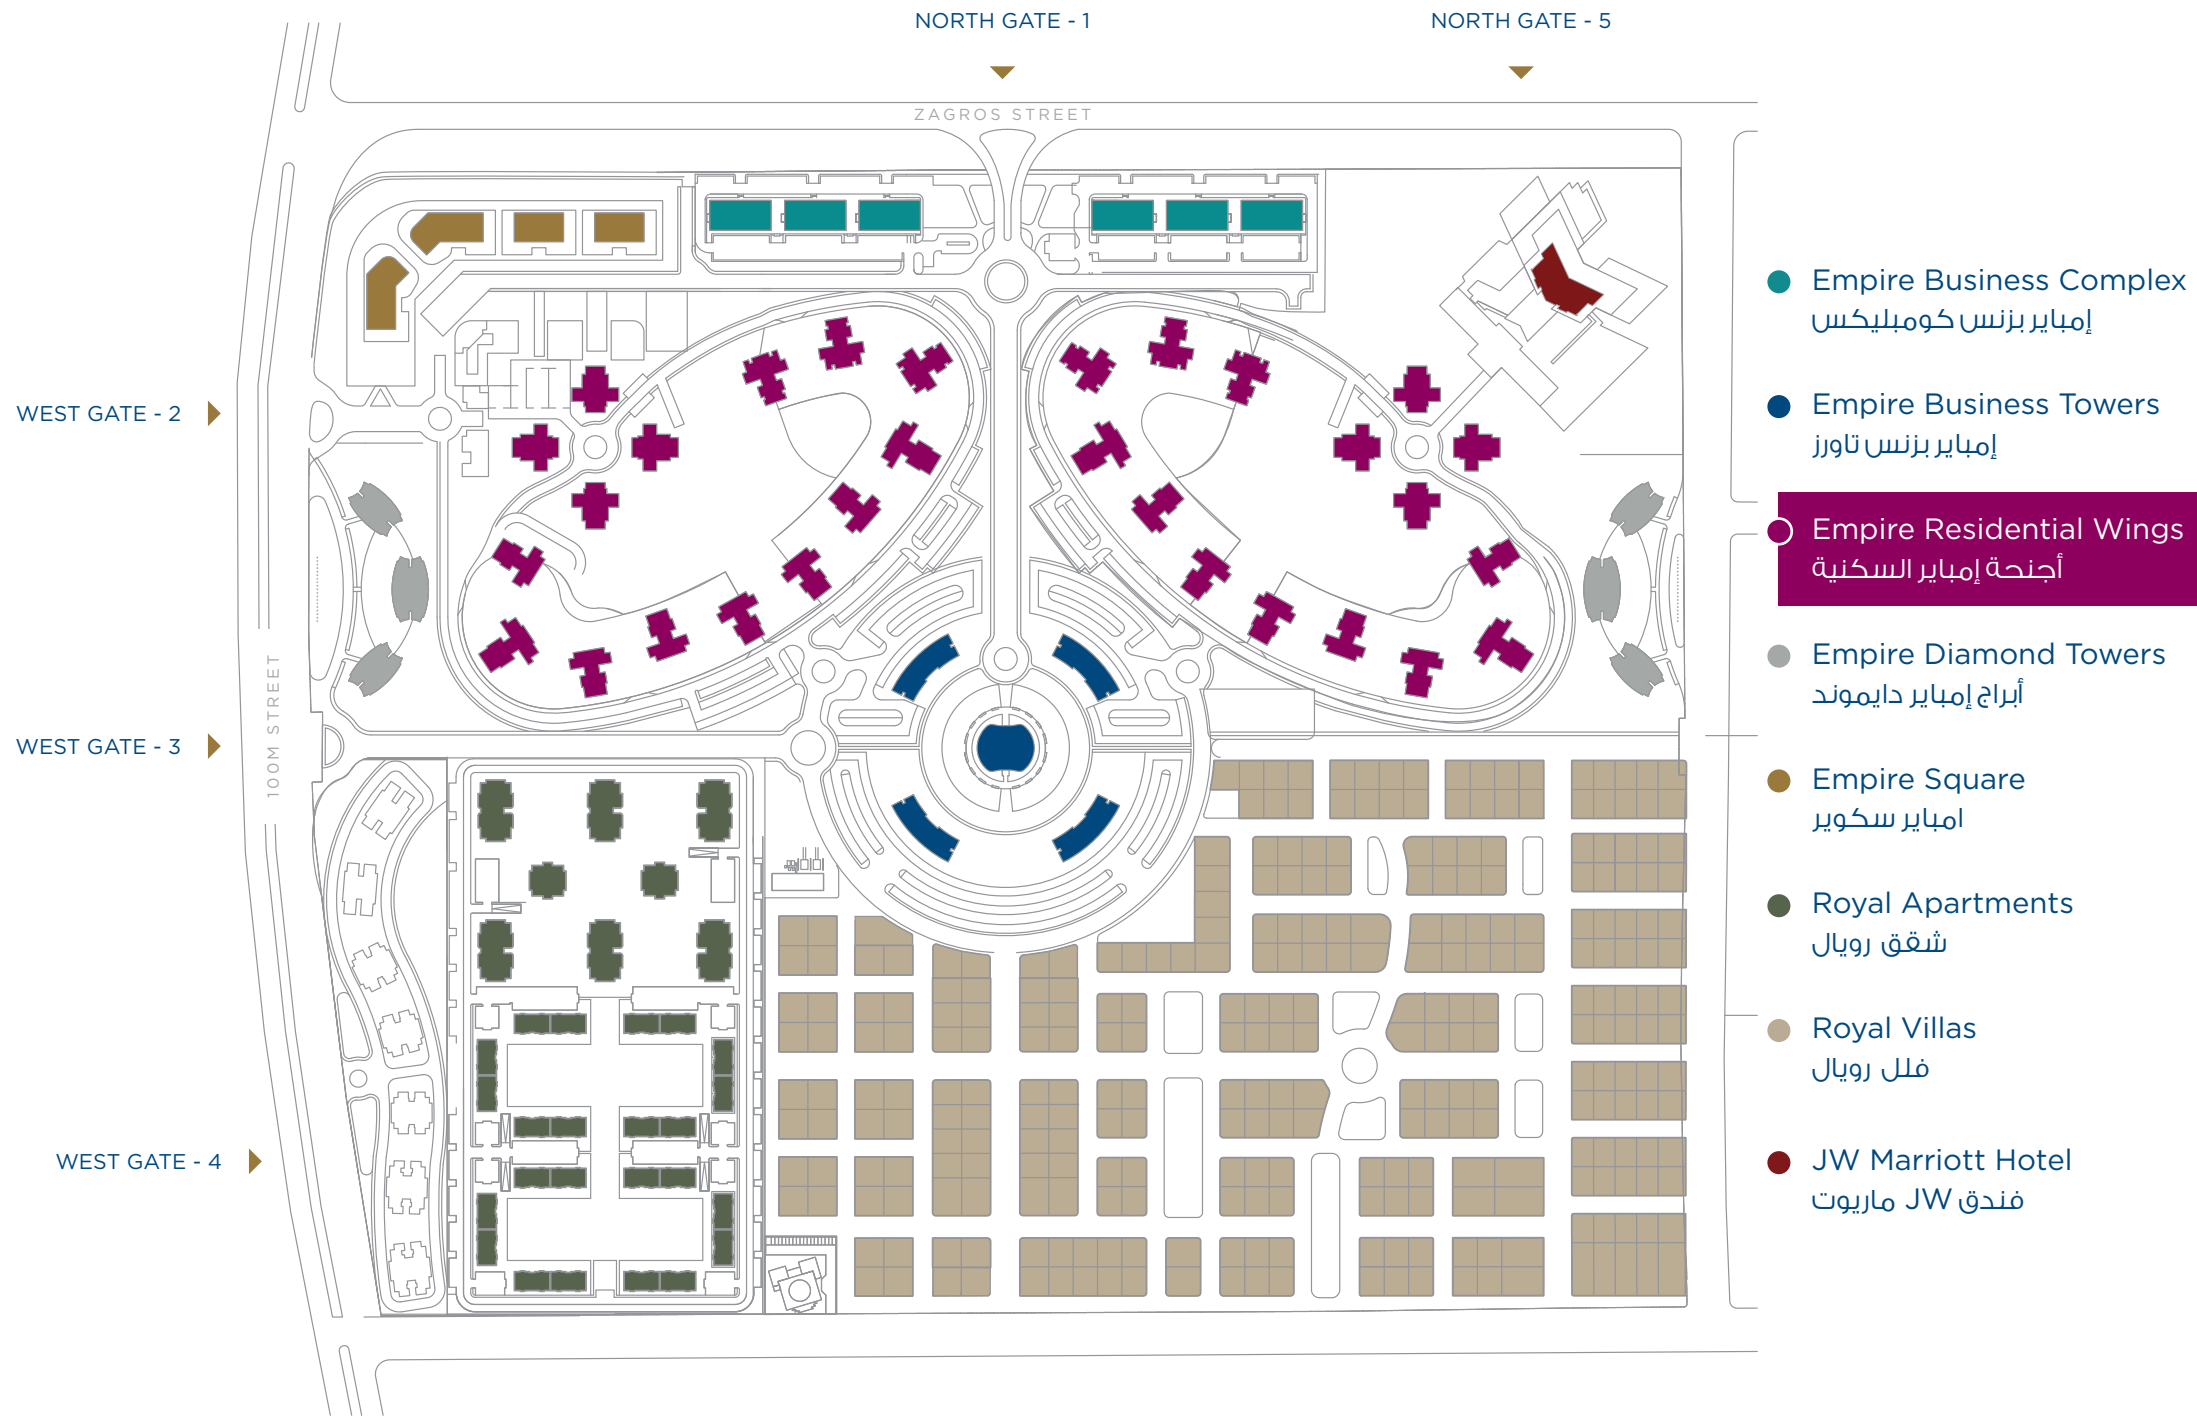 NORTH GATE - 1
NORTH GATE - 5
ZAGROS STREET
WEST GATE - 2
WEST GATE - 3
100M STREET
WEST GATE - 4
Empire Business Complex
إمباير بزنس كومبليكس
Empire Business Towers
إمباير بزنس تاورز
Empire Residential Wings
أجنحة إمباير السكنية
Empire Diamond Towers
أبراج إمباير دايموند
Empire Square
امباير سكوير
Royal Apartments
شقق رويال
Royal Villas
فلل رويال
JW Marriott Hotel
فندق JW ماريوت